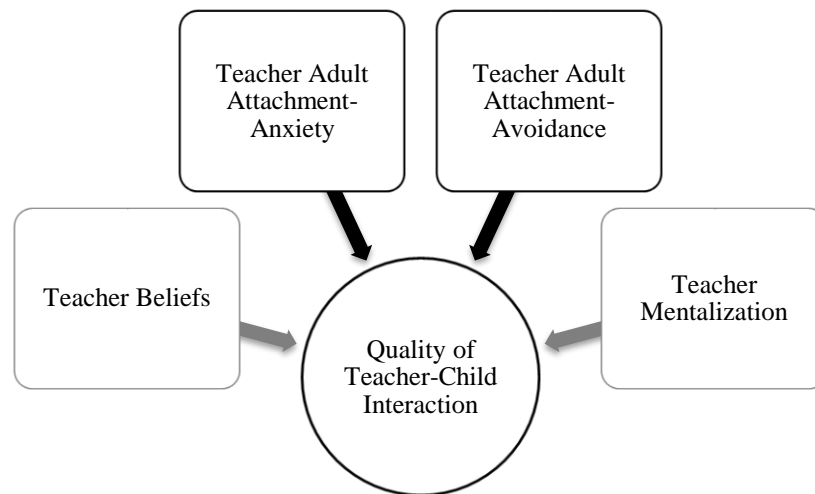 Teacher Adult
Attachment-
Anxiety
Teacher Adult
Attachment-
Avoidance
Teacher Beliefs
Teacher
Mentalization
Quality of
Teacher-Child
Interaction